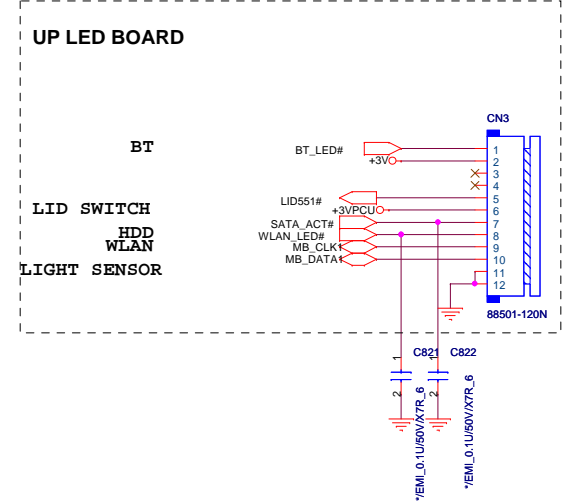 UP LED BOARD
CN3
BT
BT_LED#
1
+3V
2
3
4
LID551#
5
LID SWITCH
+3VPCU
6
SATA_ACT#
7
HDD
WLAN_LED#
8
WLAN
MB_CLK1
9
MB_DATA1
10
LIGHT SENSOR
11
12
88501-120N
1
C821
1
C822
2
2
*/EMI_0.1U/50V/X7R_6
*/EMI_0.1U/50V/X7R_6